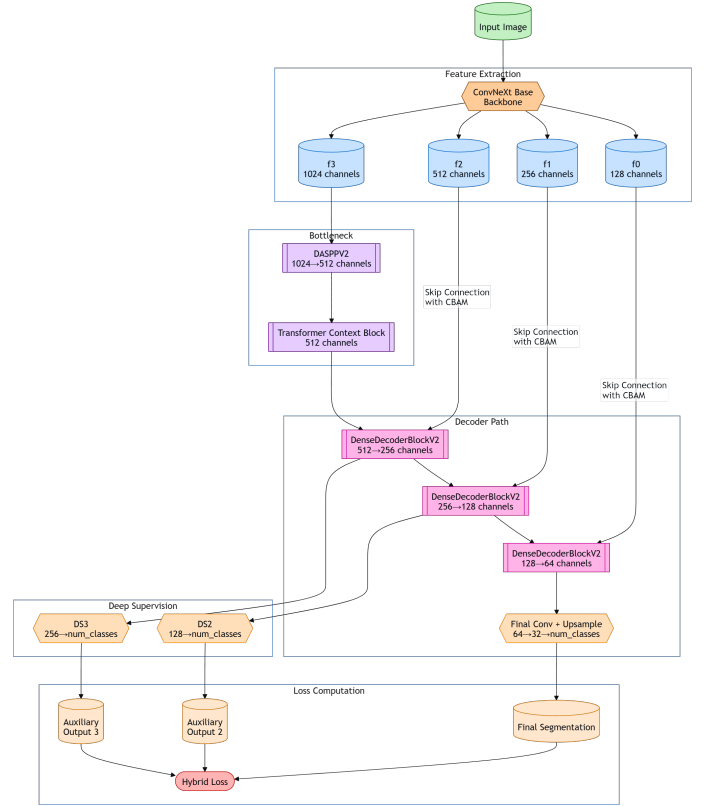 Input Image
Feature Extraction
ConvNeXt Base
Backbone
f3
1024 channels
f2
512 channels
f1
256 channels
f0
128 channels
Bottleneck
DASPPV2
1024→512 channels
Skip Connection
with CBAM
Transformer Context Block
512 channels
Skip Connection
with CBAM
Skip Connection
with CBAM
Decoder Path
DenseDecoderBlockV2
512→256 channels
DenseDecoderBlockV2
256→128 channels
DenseDecoderBlockV2
128→64 channels
Deep Supervision
DS3
256→num_classes
DS2
128→num_classes
Final Conv + Upsample
64→32→num_classes
Loss Computation
Auxiliary
Output 3
Auxiliary
Output 2
Final Segmentation
Hybrid Loss